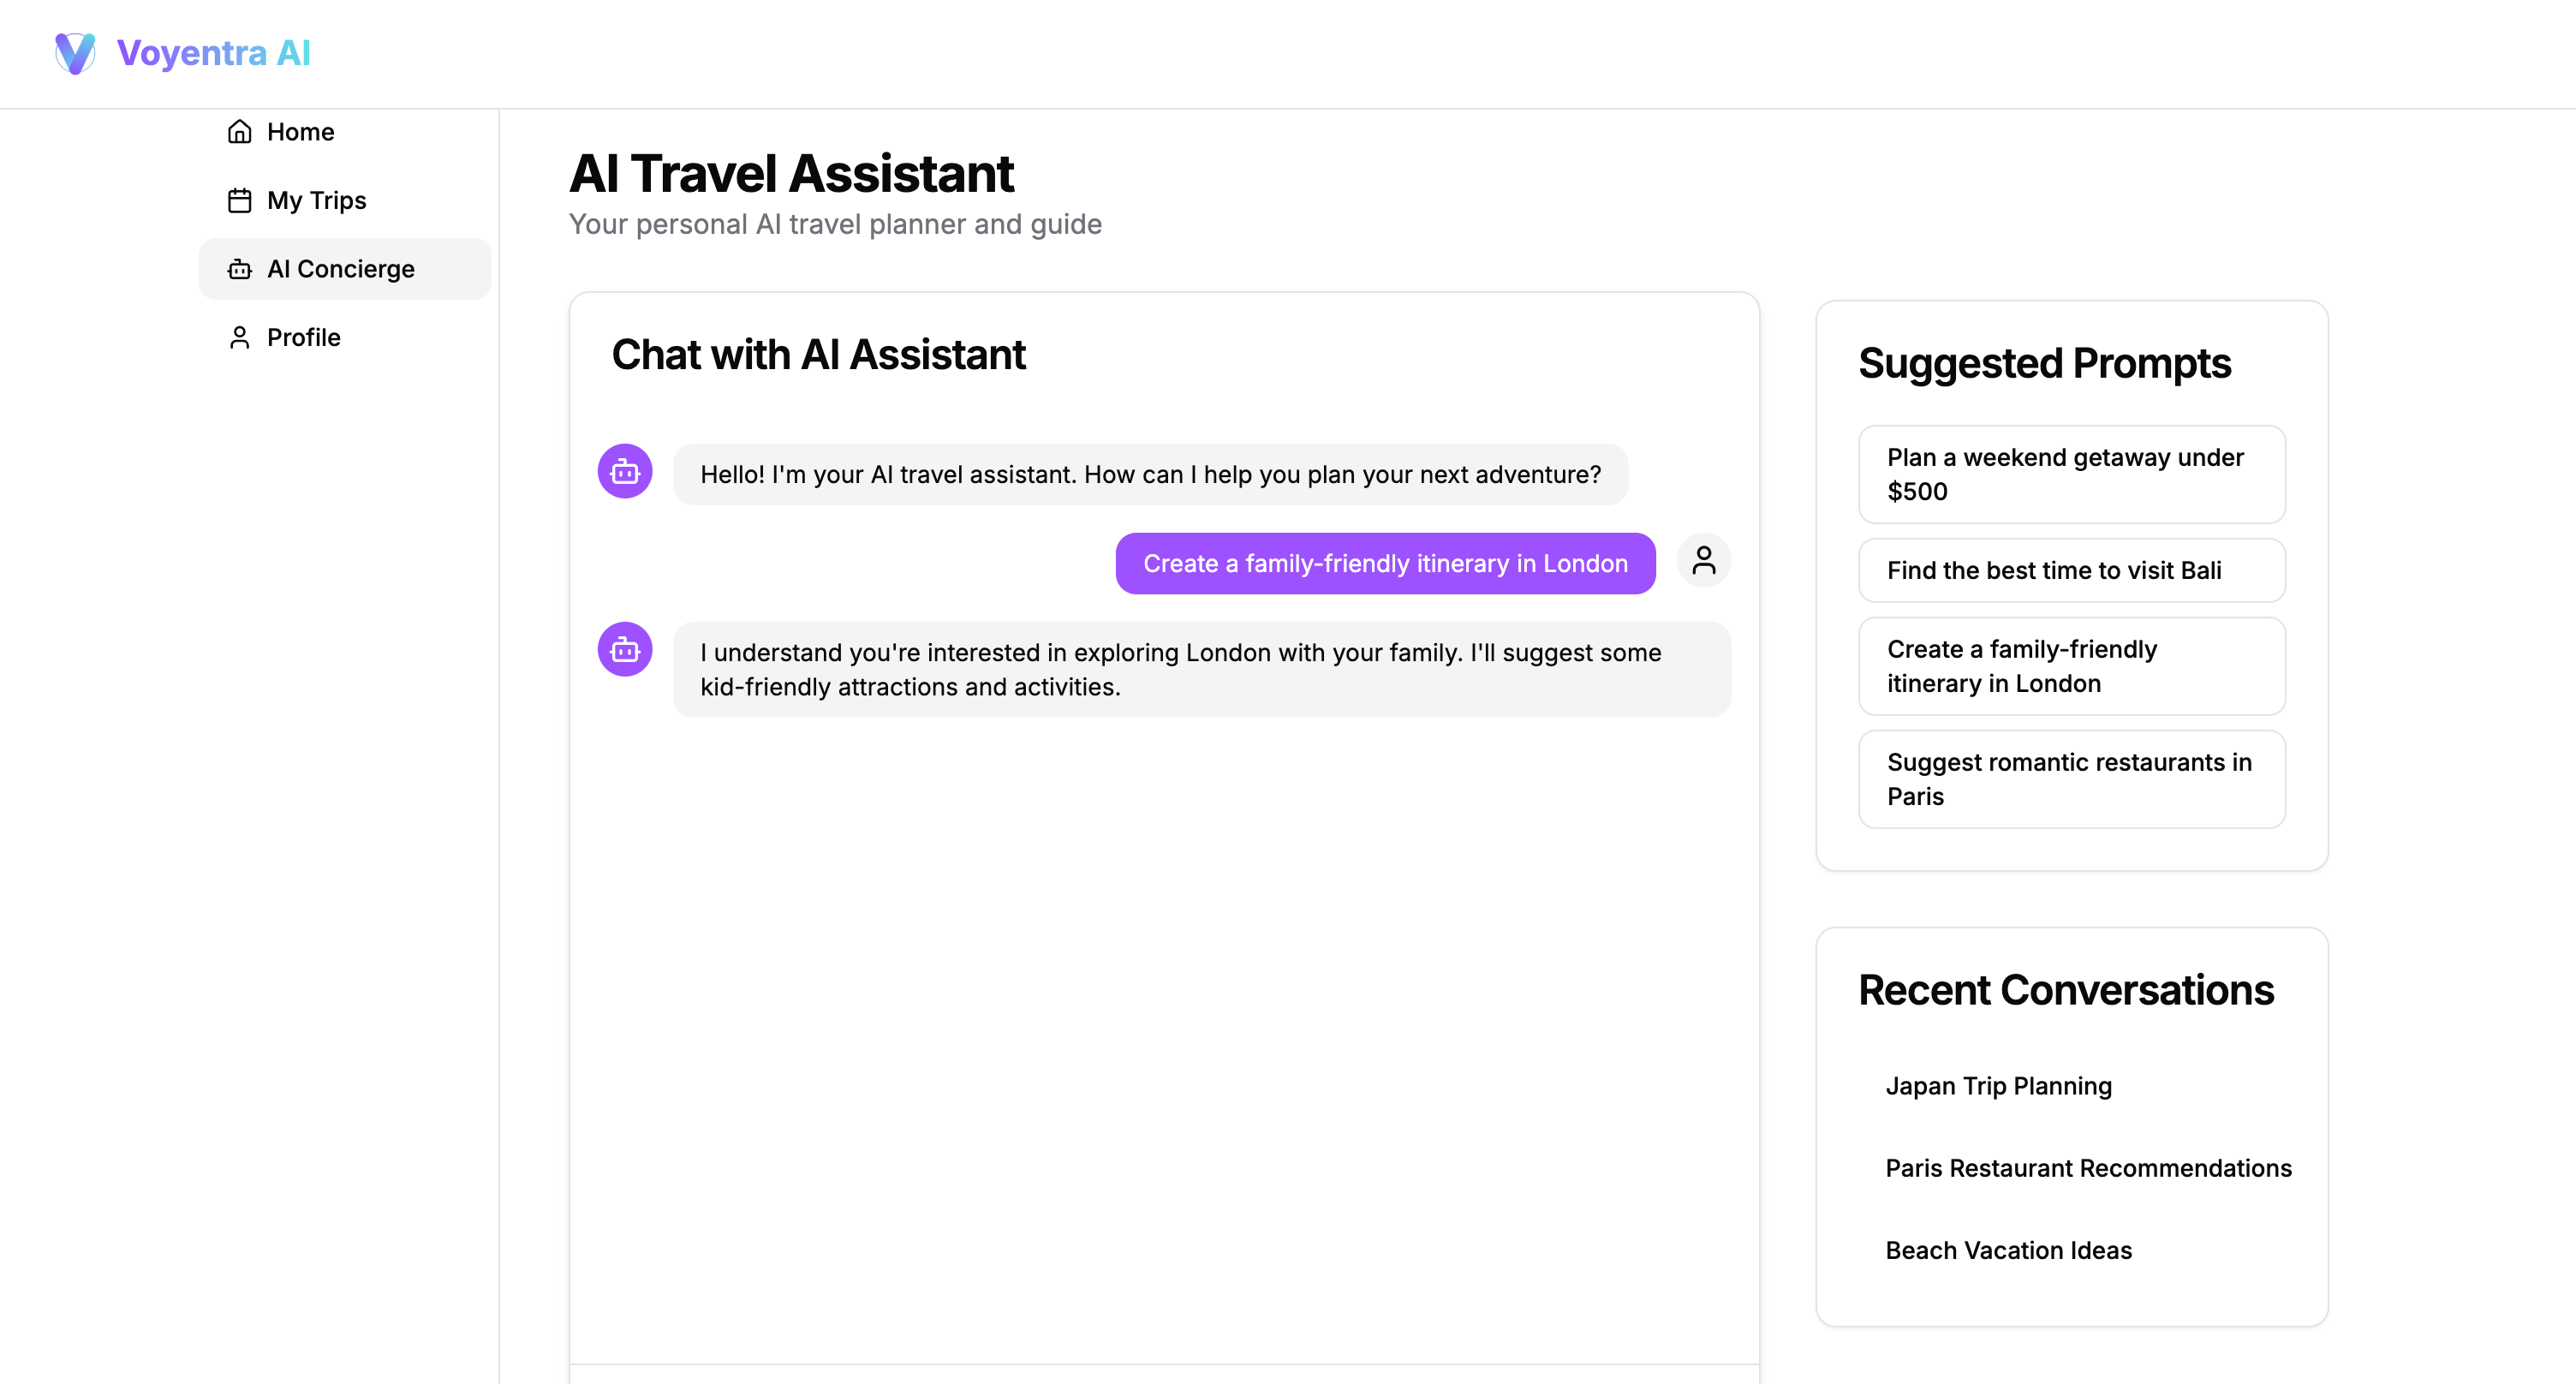 Voyentra AI
Home
My Trips
AI Concierge
Profile
AI Travel Assistant
Your personal AI travel planner and guide
Chat with AI Assistant
Hello! I'm your AI travel assistant. How can I help you plan your next adventure?
Create a family-friendly itinerary in London
I understand you're interested in exploring London with your family. I'll suggest some
kid-friendly attractions and activities.
Suggested Prompts
Plan a weekend getaway under
$500
Find the best time to visit Bali
Create a family-friendly
itinerary in London
Suggest romantic restaurants in
Paris
Recent Conversations
Japan Trip Planning
Paris Restaurant Recommendations
Beach Vacation Ideas